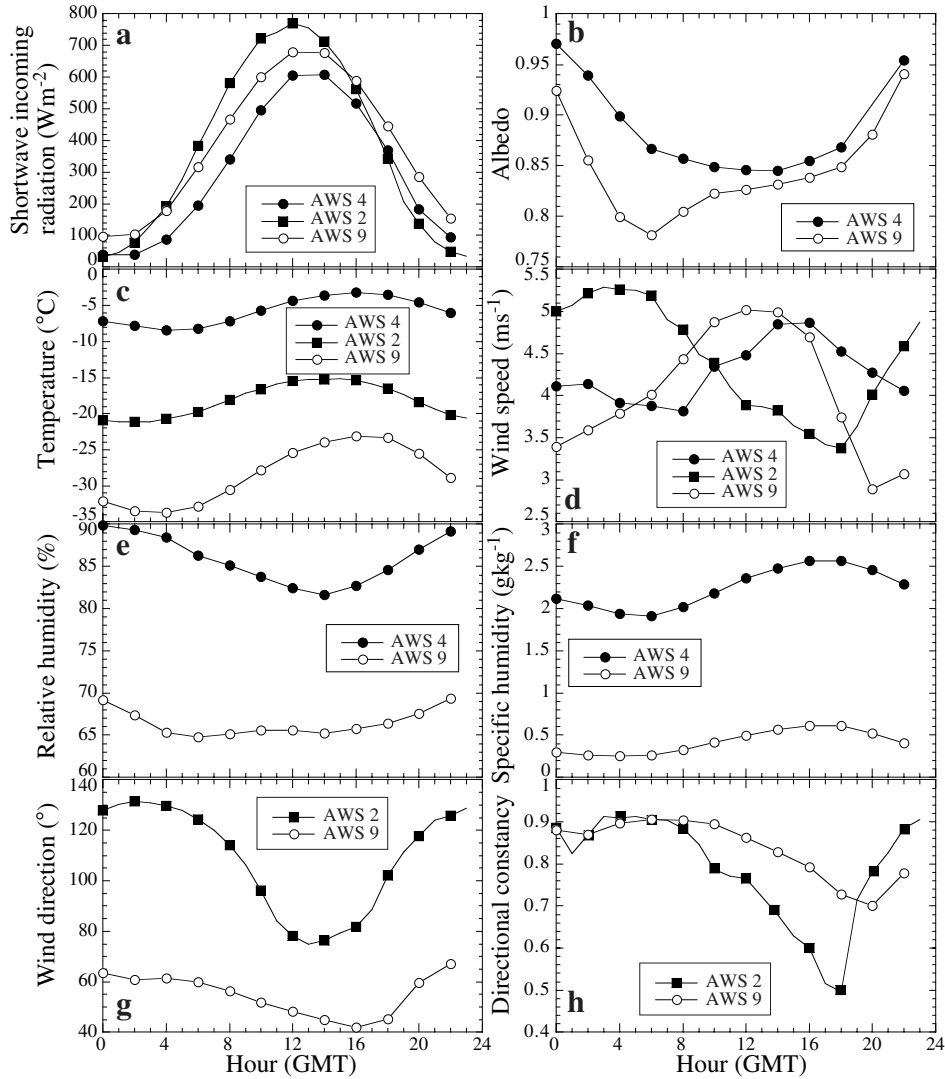 a
Shortwave incoming
radiation (Wm-2)
800
700
600
500
400
300
200
100
0
AWS 4
AWS 2
AWS 9
b
Albedo
1
0.95
0.9
0.85
0.8
0.75
AWS 4
AWS 9
c
Temperature (°C)
0
-5
-10
-15
-20
-25
-30
-35
AWS 4
AWS 2
AWS 9
d
Wind speed (ms-1)
5.5
5
4.5
4
3.5
3
2.5
AWS 4
AWS 2
AWS 9
e
Relative humidity (%)
90
85
80
75
70
65
60
AWS 4
AWS 9
f
Specific humidity (gkg-1)
3
2.5
2
1.5
1
0.5
0
AWS 4
AWS 9
g
Wind direction (°)
140
120
100
80
60
40
AWS 2
AWS 9
0 4 8 12 16 20 24
Hour (GMT)
h
Directional constancy
1
0.9
0.8
0.7
0.6
0.5
0.4
AWS 2
AWS 9
0 4 8 12 16 20 24
Hour (GMT)